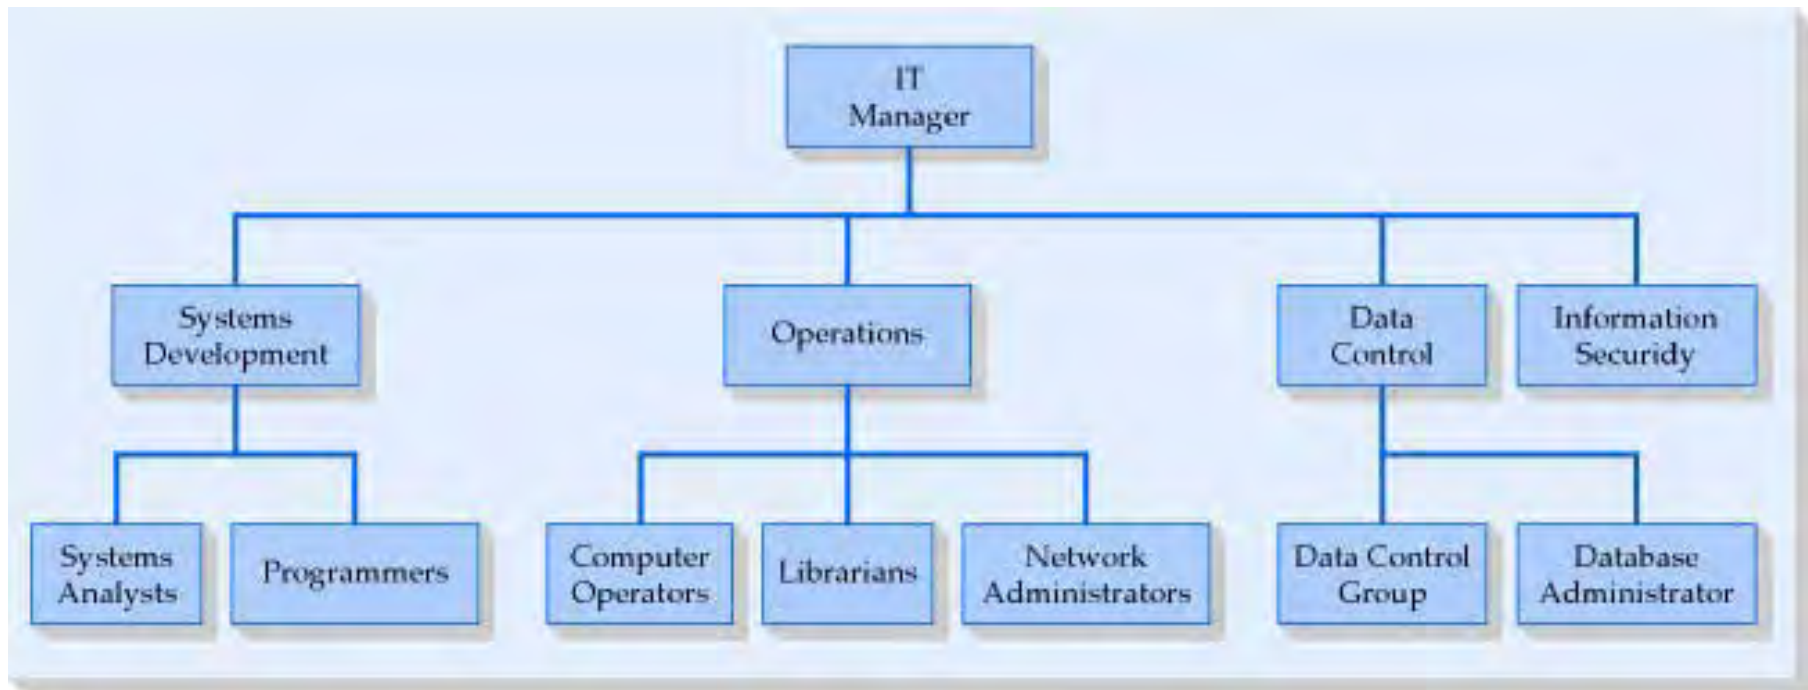 IT
Manager
Systems
Development
Operations
Data
Control
Information
Securidy
Systems
Analysts
Programmers
Computer
Operators
Librarians
Network
Administrators
Data Control
Group
Database
Administrator